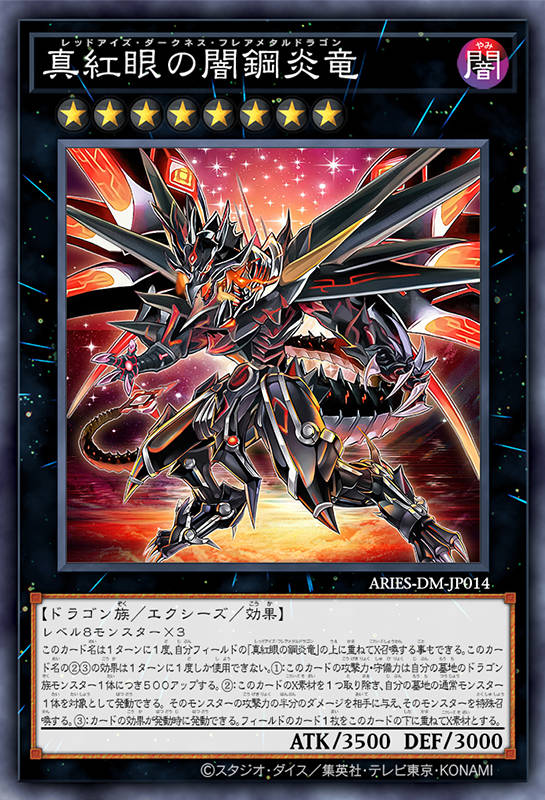 レッドアイズ・ダークネス・フレアメタルドラゴン
真紅眼の闇鋼炎竜
やみ
闇
ARIES-DM-JP014
【ドラゴン族／エクシーズ／効果】
レベル８モンスター×３
このカード名は１ターンに１度、自分フィールドの「真紅眼の鋼炎竜」の上に重ねてX召喚する事もできる。このカー
ド名の②③の効果は１ターンに１度しか使用できない。①：このカードの攻撃力・守備力は自分の墓地のドラゴン
族モンスター１体につき５００アップする。②：このカードのX素材を１つ取り除き、自分の墓地の通常モンスター
１体を対象として発動できる。そのモンスターの攻撃力の半分のダメージを相手に与え、そのモンスターを特殊召
喚する。③：カードの効果が発動時に発動できる。フィールドのカード１枚をこのカードの下に重ねてX素材とする。
ATK/3500 DEF/3000
©スタジオ・ダイス／集英社・テレビ東京・KONAMI